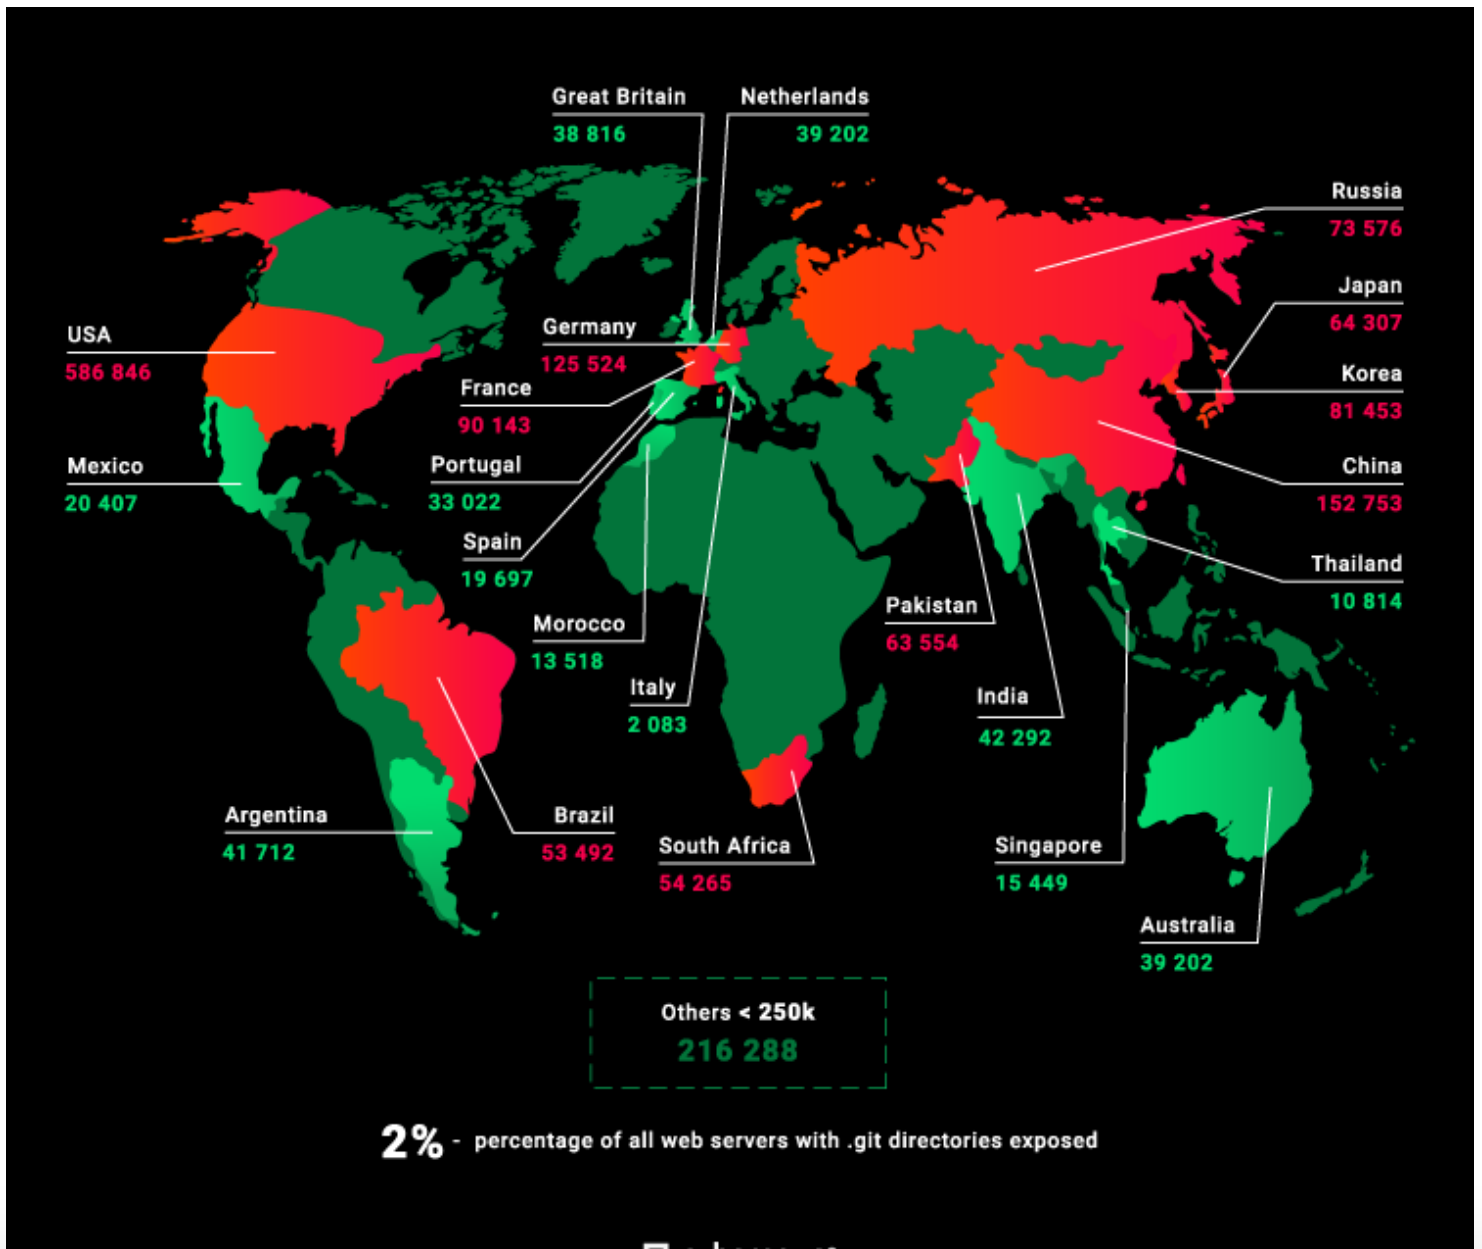 Great Britain
38 816
Netherlands
39 202
Russia
73 576
Japan
64 307
USA
586 846
Germany
125 524
France
90 143
Korea
81 453
Mexico
20 407
Portugal
33 022
China
152 753
Spain
19 697
Thailand
10 814
Morocco
13 518
Pakistan
63 554
Italy
2 083
India
42 292
Argentina
41 712
Brazil
53 492
South Africa
54 265
Singapore
15 449
Australia
39 202
Others < 250k
216 288
2% - percentage of all web servers with .git directories exposed